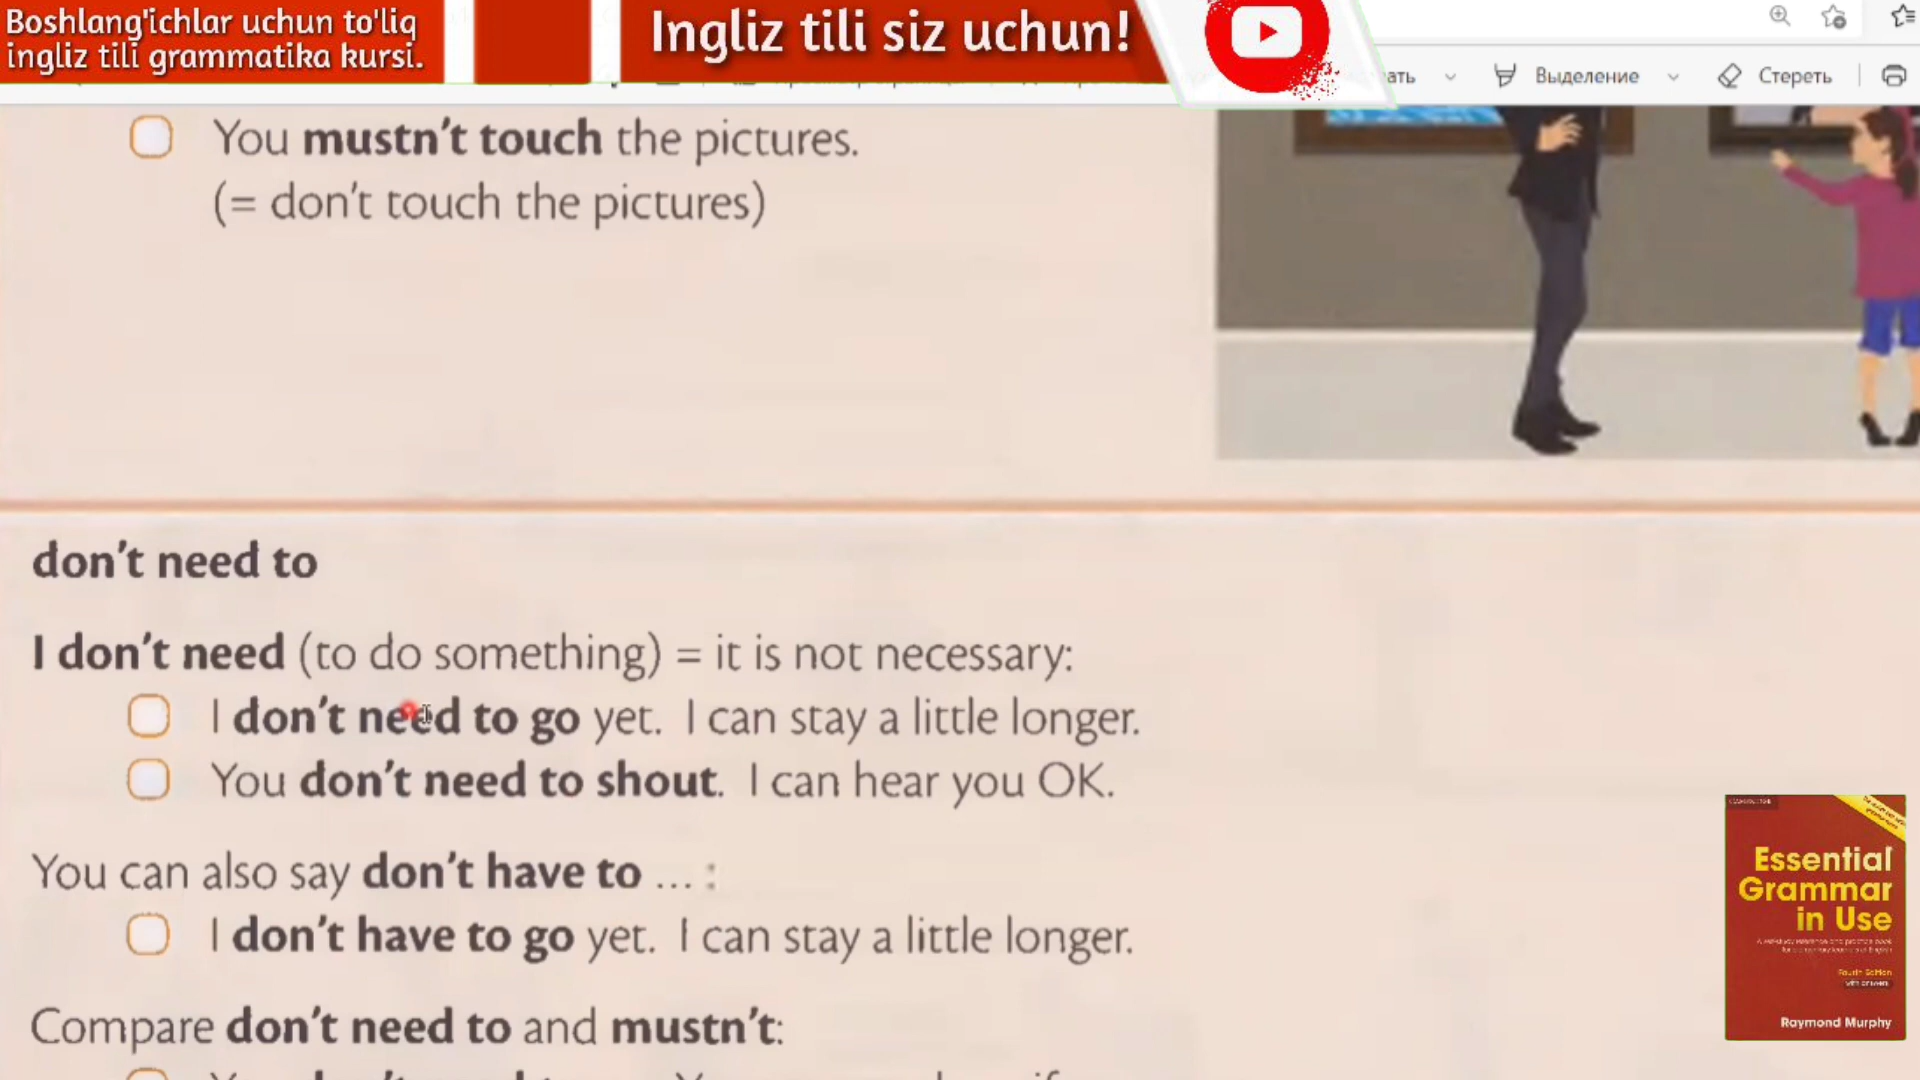 Boshlang'ichlar uchun to'liq
ingliz tili grammatika kursi.
Ingliz tili siz uchun!
Выделение
Стереть
You mustn't touch the pictures.
(= don't touch the pictures)
don't need to
I don't need (to do something) = it is not necessary:
I don't need to go yet. I can stay a little longer.
You don't need to shout. I can hear you OK.
You can also say don't have to ... :
I don't have to go yet. I can stay a little longer.
Compare don't need to and mustn't:
Essential
Grammar
in Use
Fourth Edition
Raymond Murphy